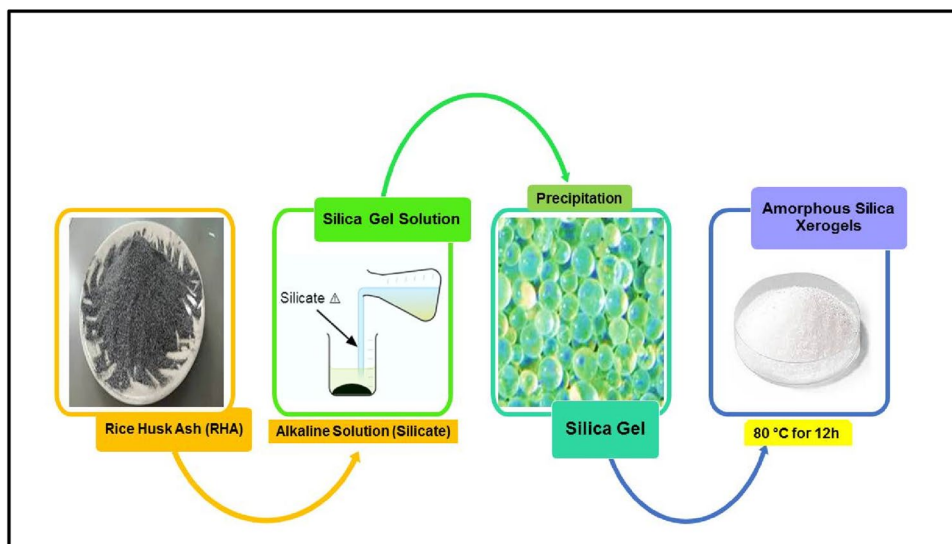 Rice Husk Ash (RHA)
Silica Gel Solution
Silicate ⚠
Alkaline Solution (Silicate)
Precipitation
Silica Gel
Amorphous Silica
Xerogels
80 °C for 12h